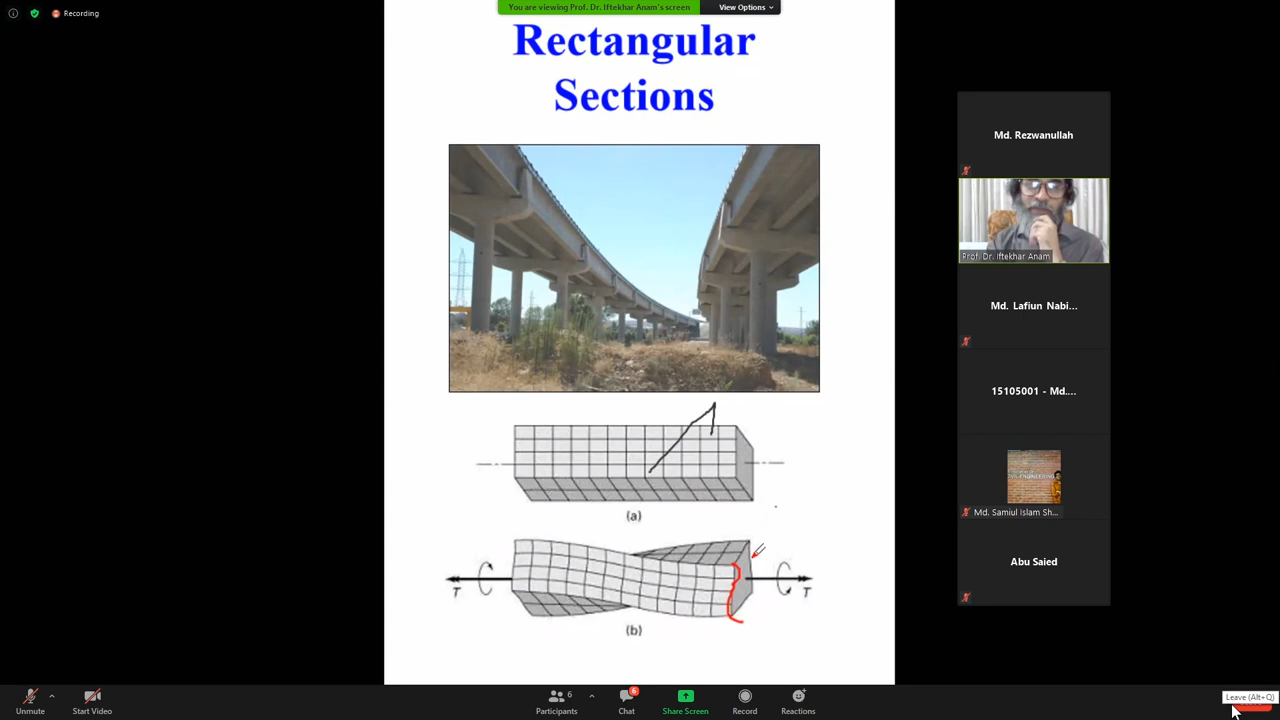 Recording
You are viewing Prof. Dr. Iftekhar Anam's screen
View Options
Rectangular
Sections
(a)
T
T
(b)
Md. Rezwanullah
Prof. Dr. Iftekhar Anam
Md. Lafiun Nabi...
15105001 - Md....
Md. Samiul Islam Sh...
Abu Saied
Unmute
Start Video
6
Participants
6
Chat
Share Screen
Record
Reactions
Leave (Alt+Q)